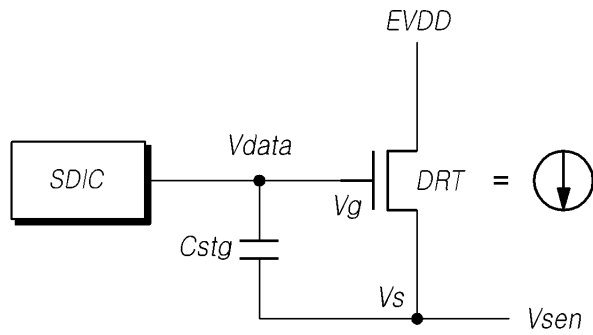 EVDD
Vdata
SDIC
DRT =
Vg
Cstg
Vs
Vsen